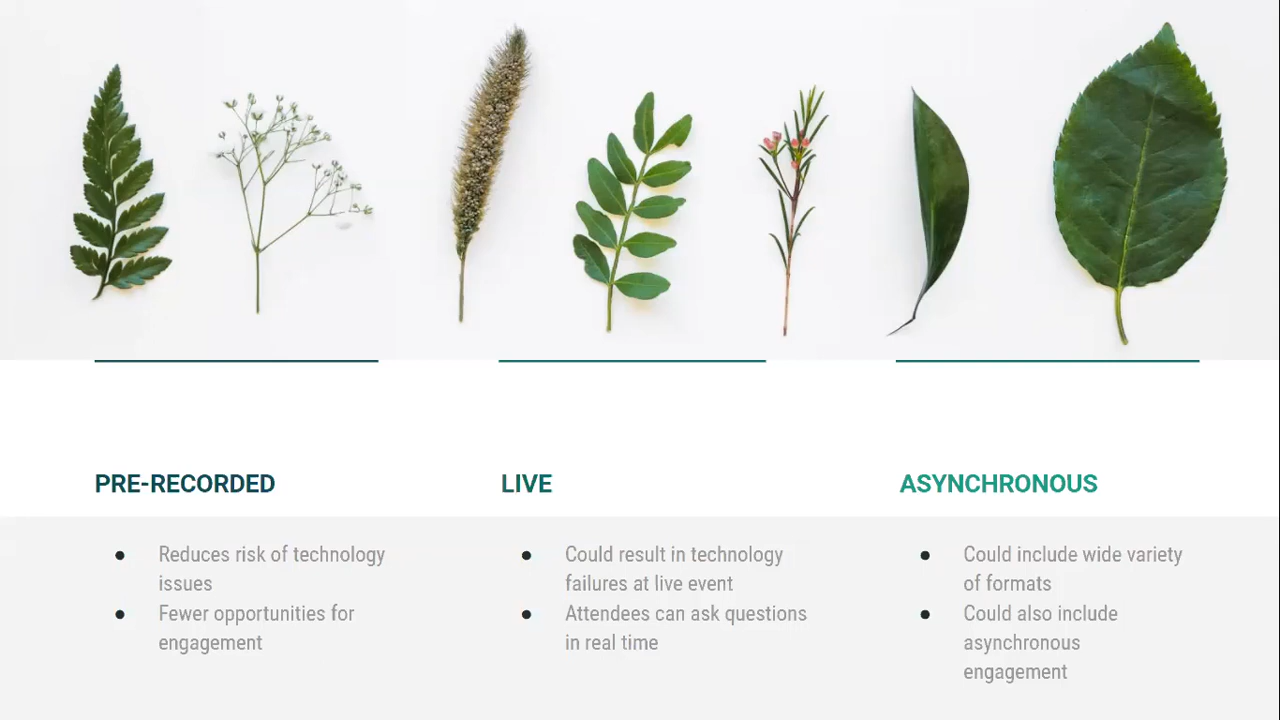 PRE-RECORDED
● Reduces risk of technology
issues
● Fewer opportunities for
engagement
LIVE
● Could result in technology
failures at live event
● Attendees can ask questions
in real time
ASYNCHRONOUS
● Could include wide variety
of formats
● Could also include
asynchronous
engagement